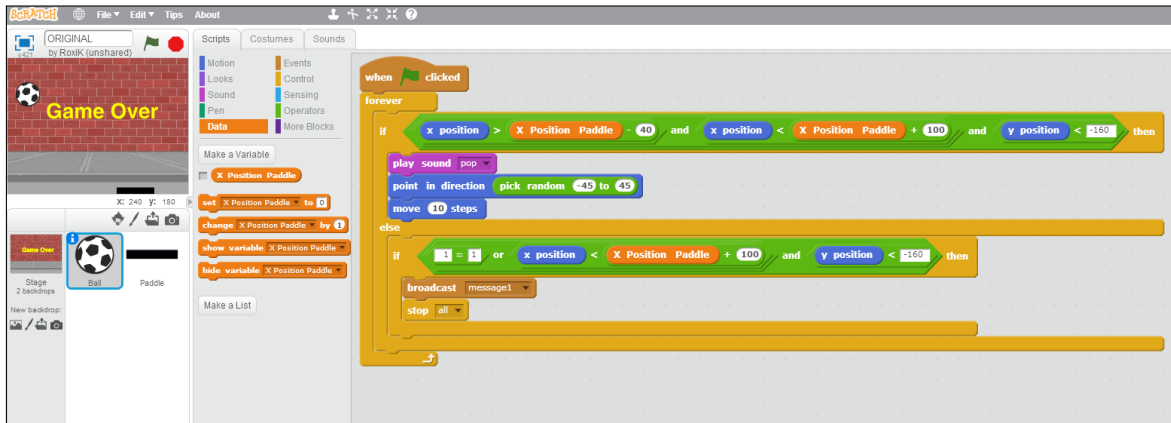 SCRATCH File▼ Edit▼ Tips About
v421 ORIGINAL
by RoxiK (unshared)
Game Over
X: 240 y: 180
Game Over
Stage
2 backdrops
Ball
Paddle
New backdrop:
Scripts Costumes Sounds
Motion Events
Looks Control
Sound Sensing
Pen Operators
Data More Blocks
Make a Variable
X Position Paddle
set X Position Paddle to 0
change X Position Paddle by 1
show variable X Position Paddle
hide variable X Position Paddle
Make a List
when clicked
forever
if x position > X Position Paddle - 40 and x position < X Position Paddle + 100 and y position < -160 then
play sound pop
point in direction pick random -45 to 45
move 10 steps
else
if 1 = 1 or x position < X Position Paddle + 100 and y position < -160 then
broadcast message1
stop all